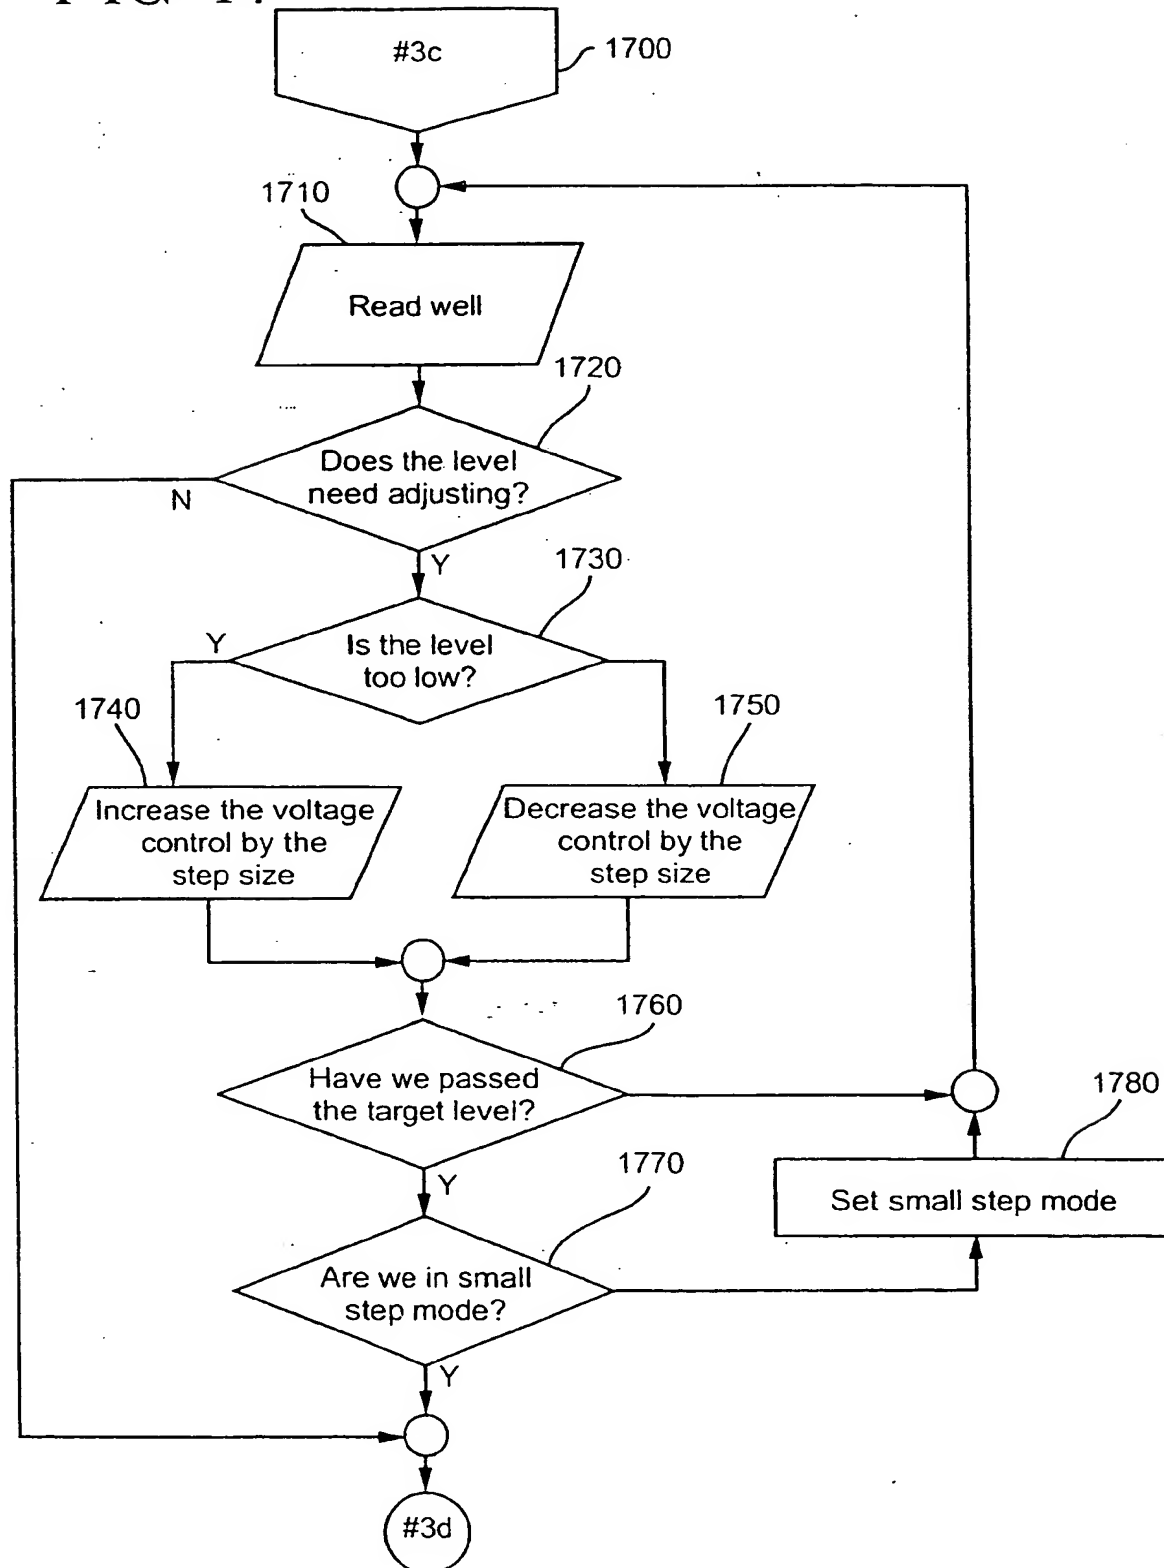 #3c
1700
1710
Read well
1720
Does the level
need adjusting?
N
Y
1730
Is the level
too low?
Y
1740
1750
Increase the voltage
control by the
step size
Decrease the voltage
control by the
step size
1760
Have we passed
the target level?
Y
1770
1780
Set small step mode
Are we in small
step mode?
Y
#3d